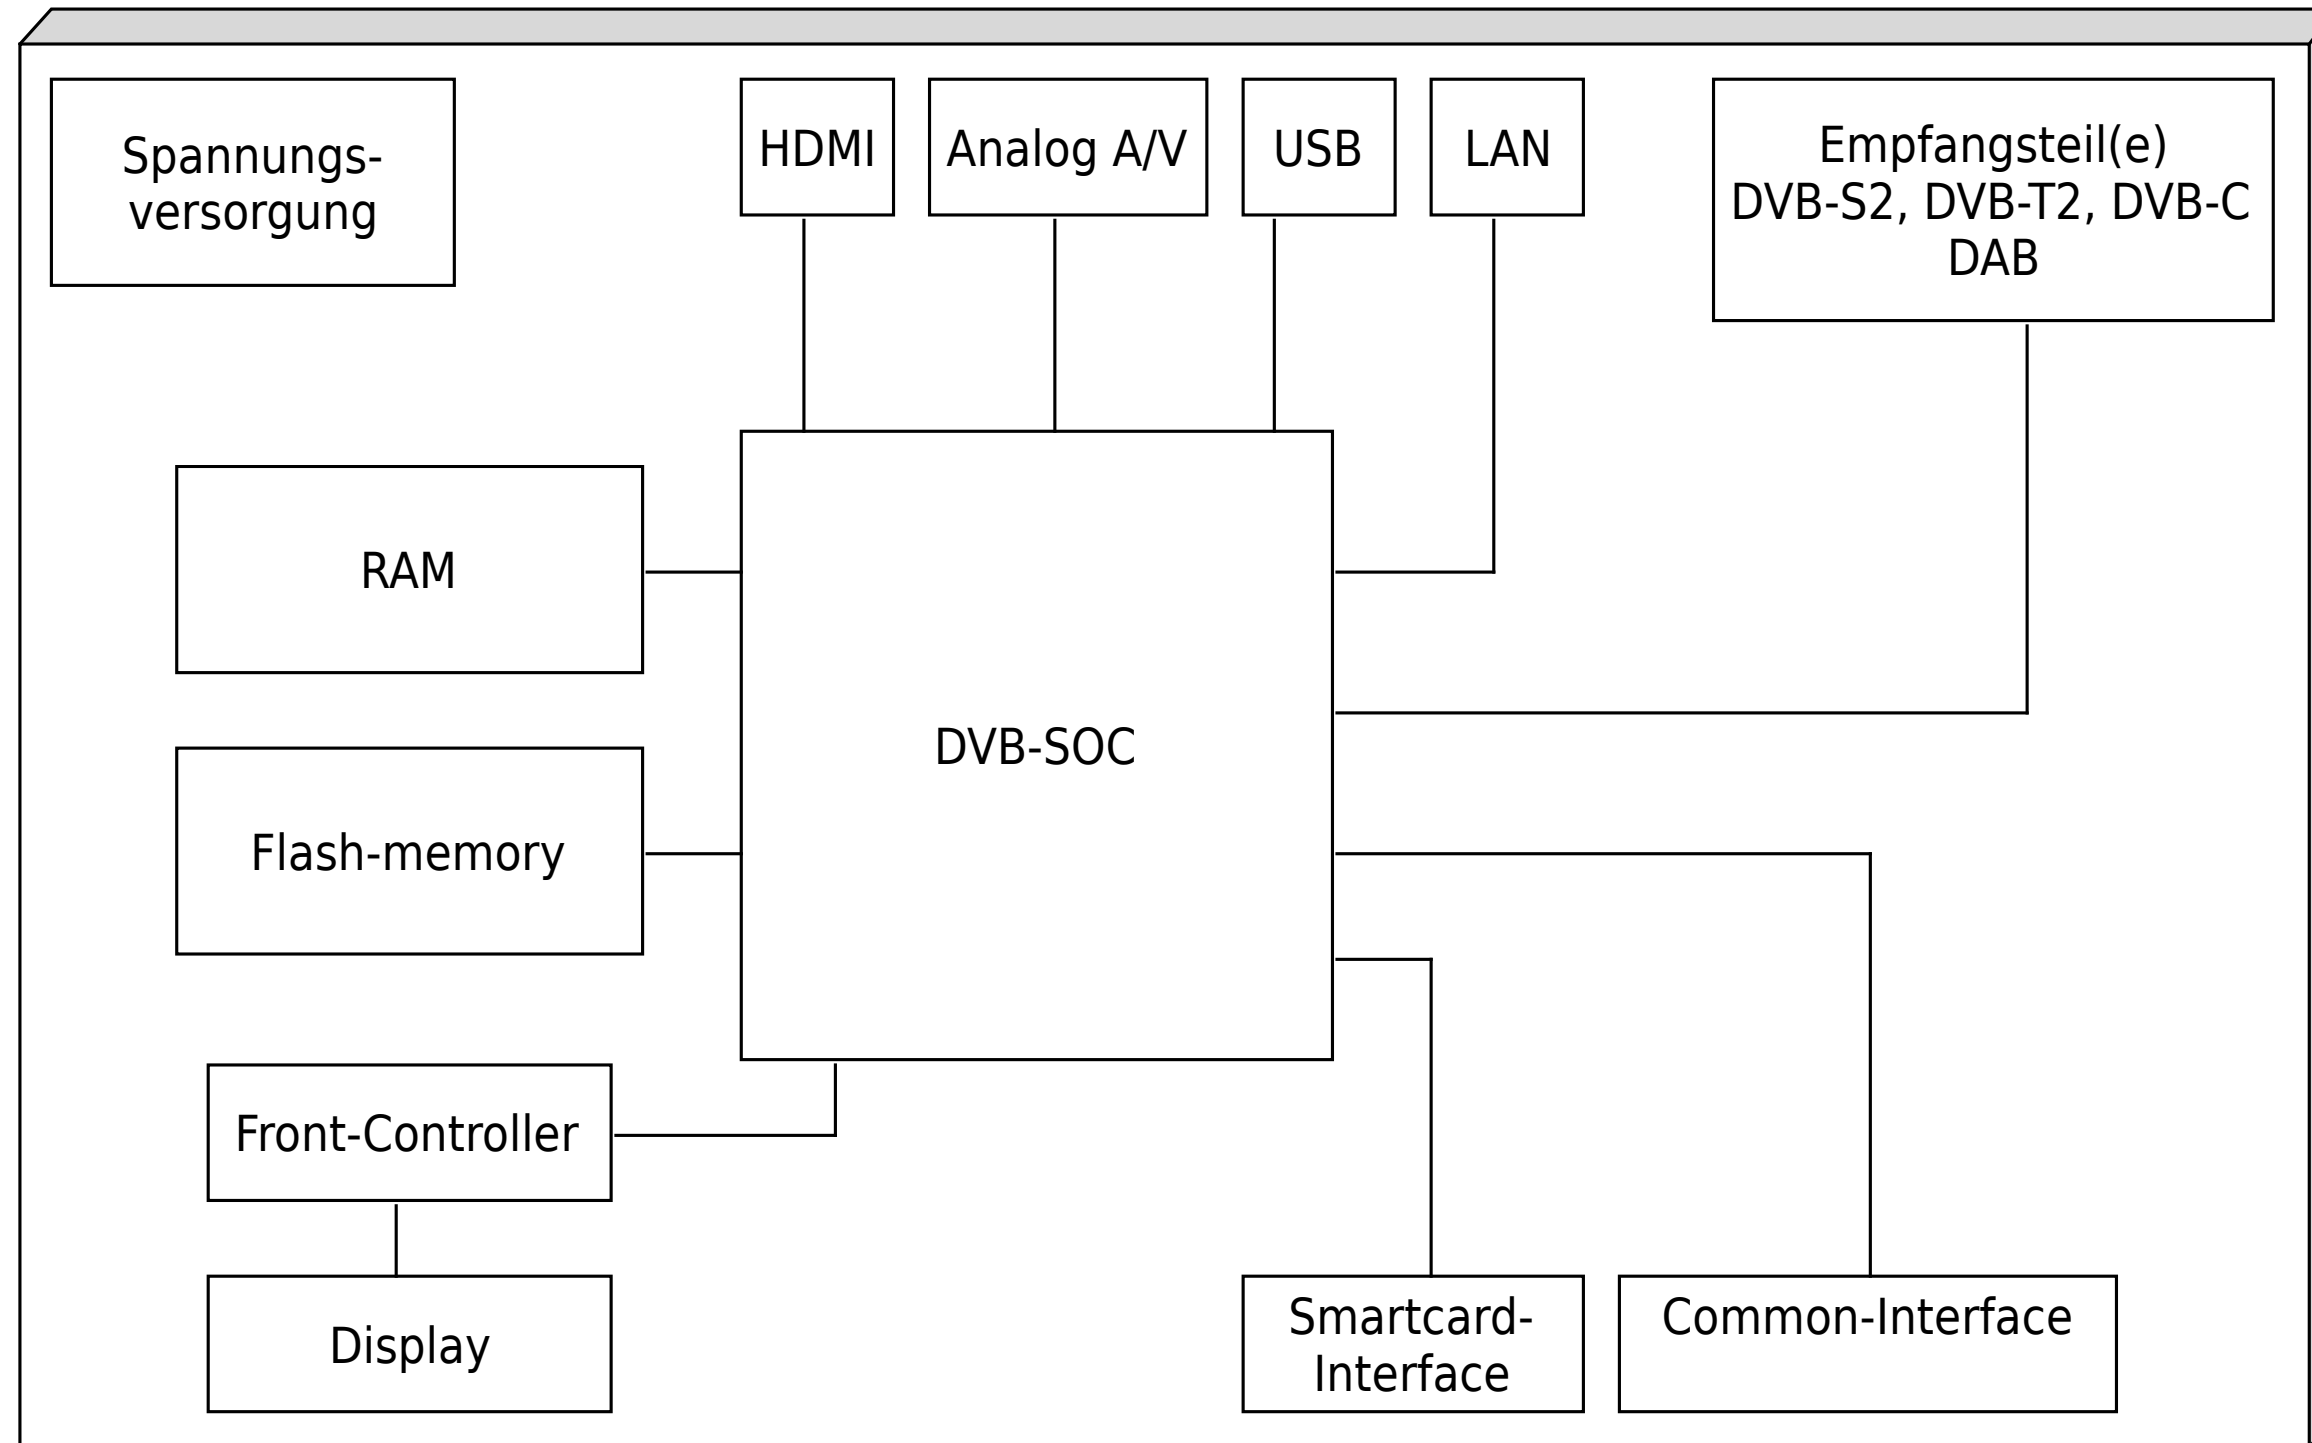 Spannungs-
versorgung
HDMI
Analog A/V
USB
LAN
Empfangsteil(e)
DVB-S2, DVB-T2, DVB-C
DAB
RAM
DVB-SOC
Flash-memory
Front-Controller
Display
Smartcard-
Interface
Common-Interface